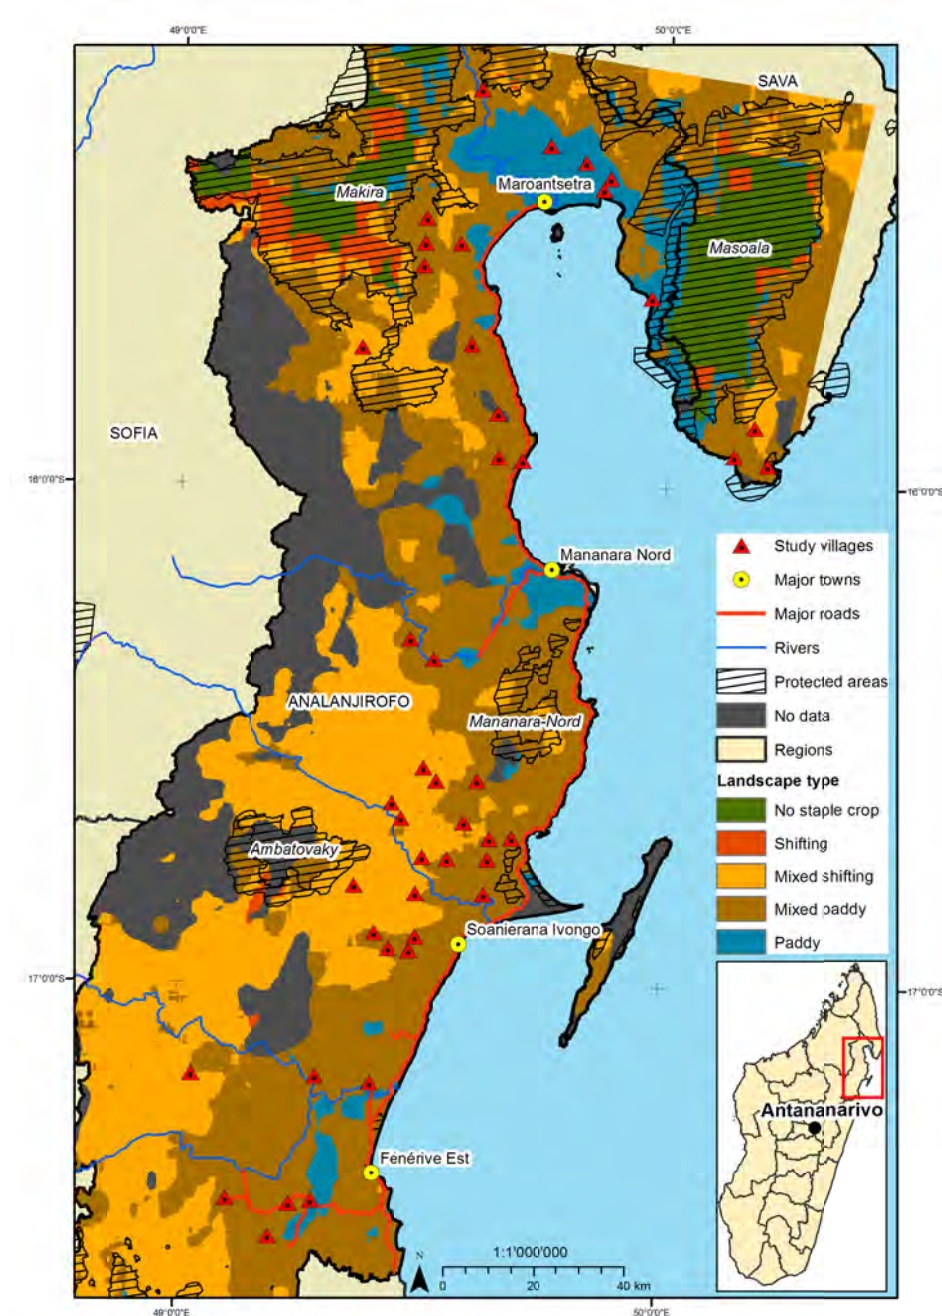 49°0'0"E
50°0'0"E
SAVA
Maroantsetra
Makira
Masoala
SOFIA
16°0'0"S
16°0'0"S
Mananara Nord
ANALANJIROFO
Mananara-Nord
Ambatovaky
Soanierana Ivongo
17°0'0"S
17°0'0"S
Fénérive Est
Study villages
Major towns
Major roads
Rivers
Protected areas
No data
Regions
Landscape type
No staple crop
Shifting
Mixed shifting
Mixed paddy
Paddy
Antananarivo
N
1:1'000'000
0 20 40 km
49°0'0"E
50°0'0"E